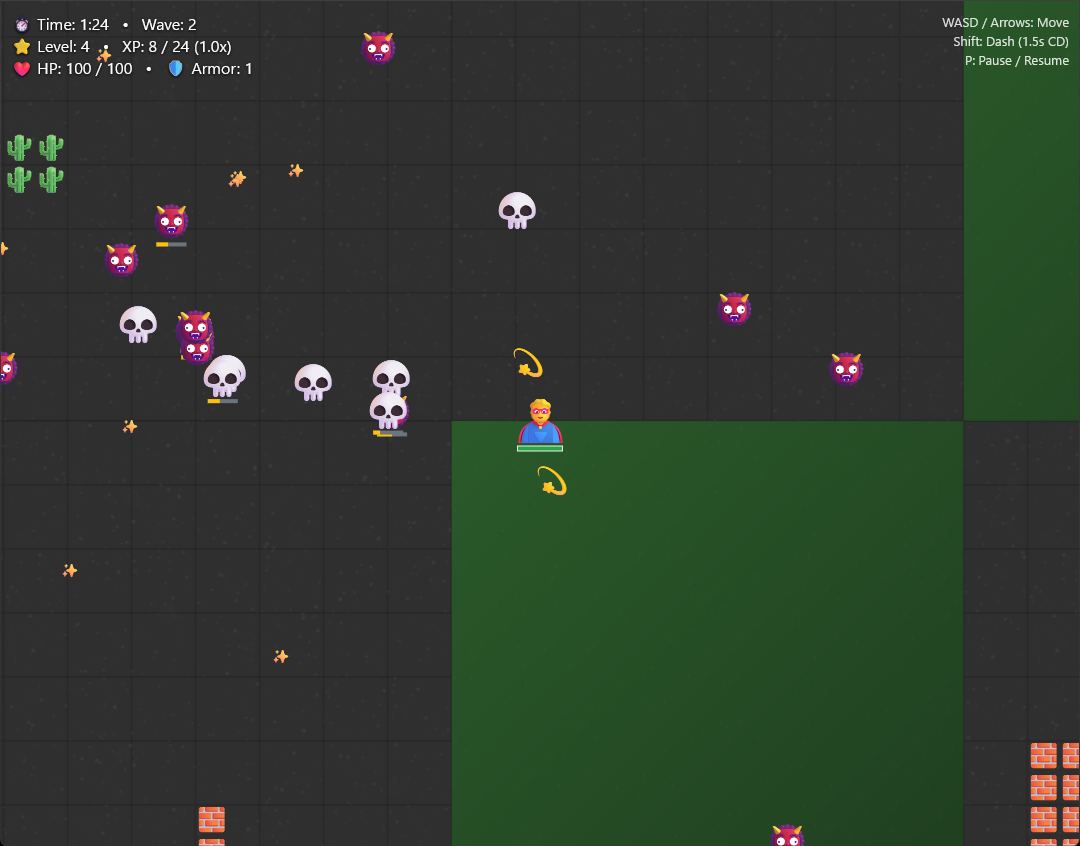 Time: 1:24 • Wave: 2
Level: 4 • XP: 8 / 24 (1.0x)
HP: 100 / 100 • Armor: 1
WASD / Arrows: Move
Shift: Dash (1.5s CD)
P: Pause / Resume